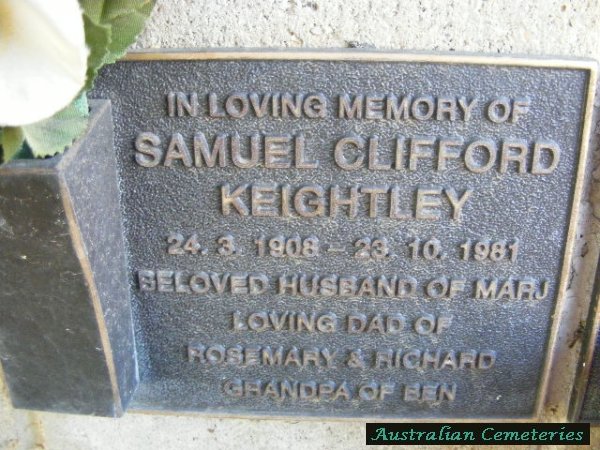 IN LOVING MEMORY OF
SAMUEL CLIFFORD
KEIGHTLEY
24. 3. 1908 - 23. 10. 1981
BELOVED HUSBAND OF MARJ
LOVING DAD OF
ROSEMARY & RICHARD
GRANDPA OF BEN
Australian Cemeteries